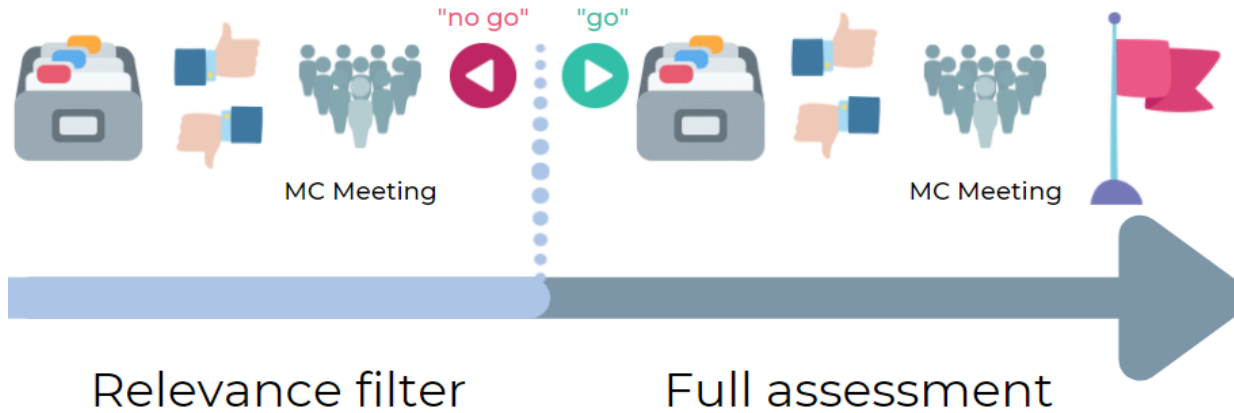 "no go" "go"
MC Meeting MC Meeting
Relevance filter Full assessment